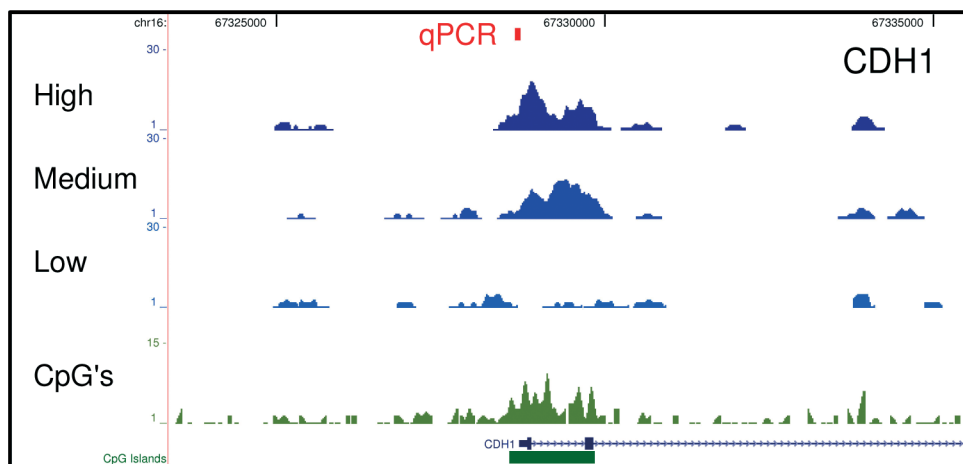 chr16: 67325000 67330000 67335000
qPCR
CDH1
30 -
High
1 _
30 -
Medium
1 _
30 -
Low
1 _
15 -
CpG's
1 _
CDH1
CpG Islands